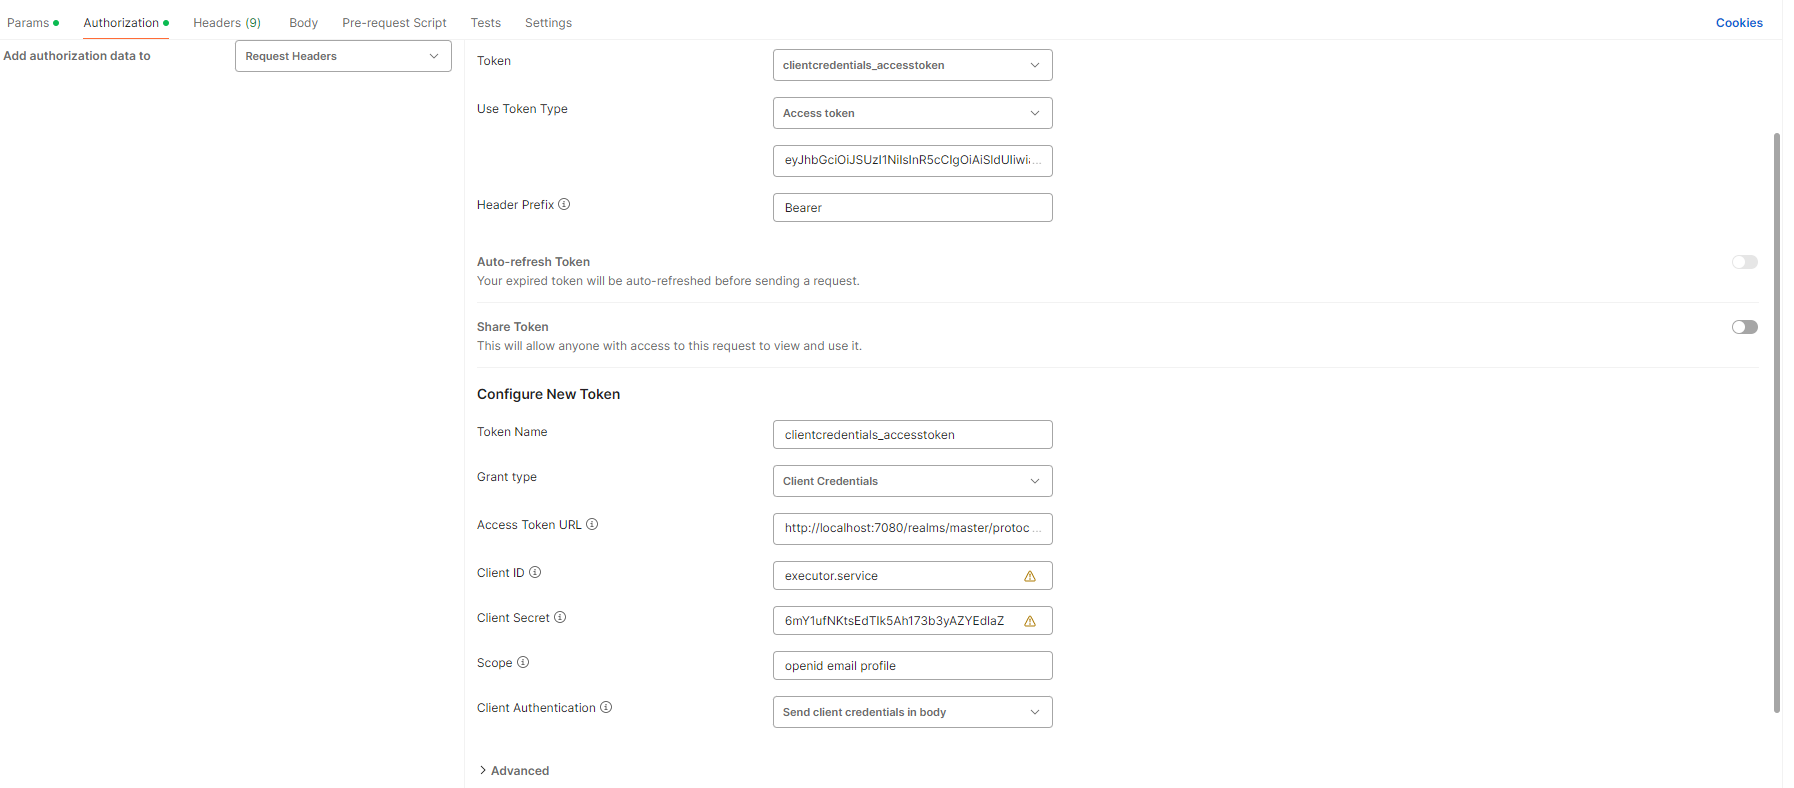 Params
Authorization
Headers (9)
Body
Pre-request Script
Tests
Settings
Cookies
Add authorization data to
Request Headers
Token
clientcredentials_accesstoken
Use Token Type
Access token
eyJhbGciOiJSUzI1NiIsInR5cCIgOiAiSldUIiwia...
Header Prefix
Bearer
Auto-refresh Token
Your expired token will be auto-refreshed before sending a request.
Share Token
This will allow anyone with access to this request to view and use it.
Configure New Token
Token Name
clientcredentials_accesstoken
Grant type
Client Credentials
Access Token URL
http://localhost:7080/realms/master/protoc...
Client ID
executor.service
Client Secret
6mY1ufNKtsEdTIk5Ah173b3yAZYEdlaZ
Scope
openid email profile
Client Authentication
Send client credentials in body
Advanced